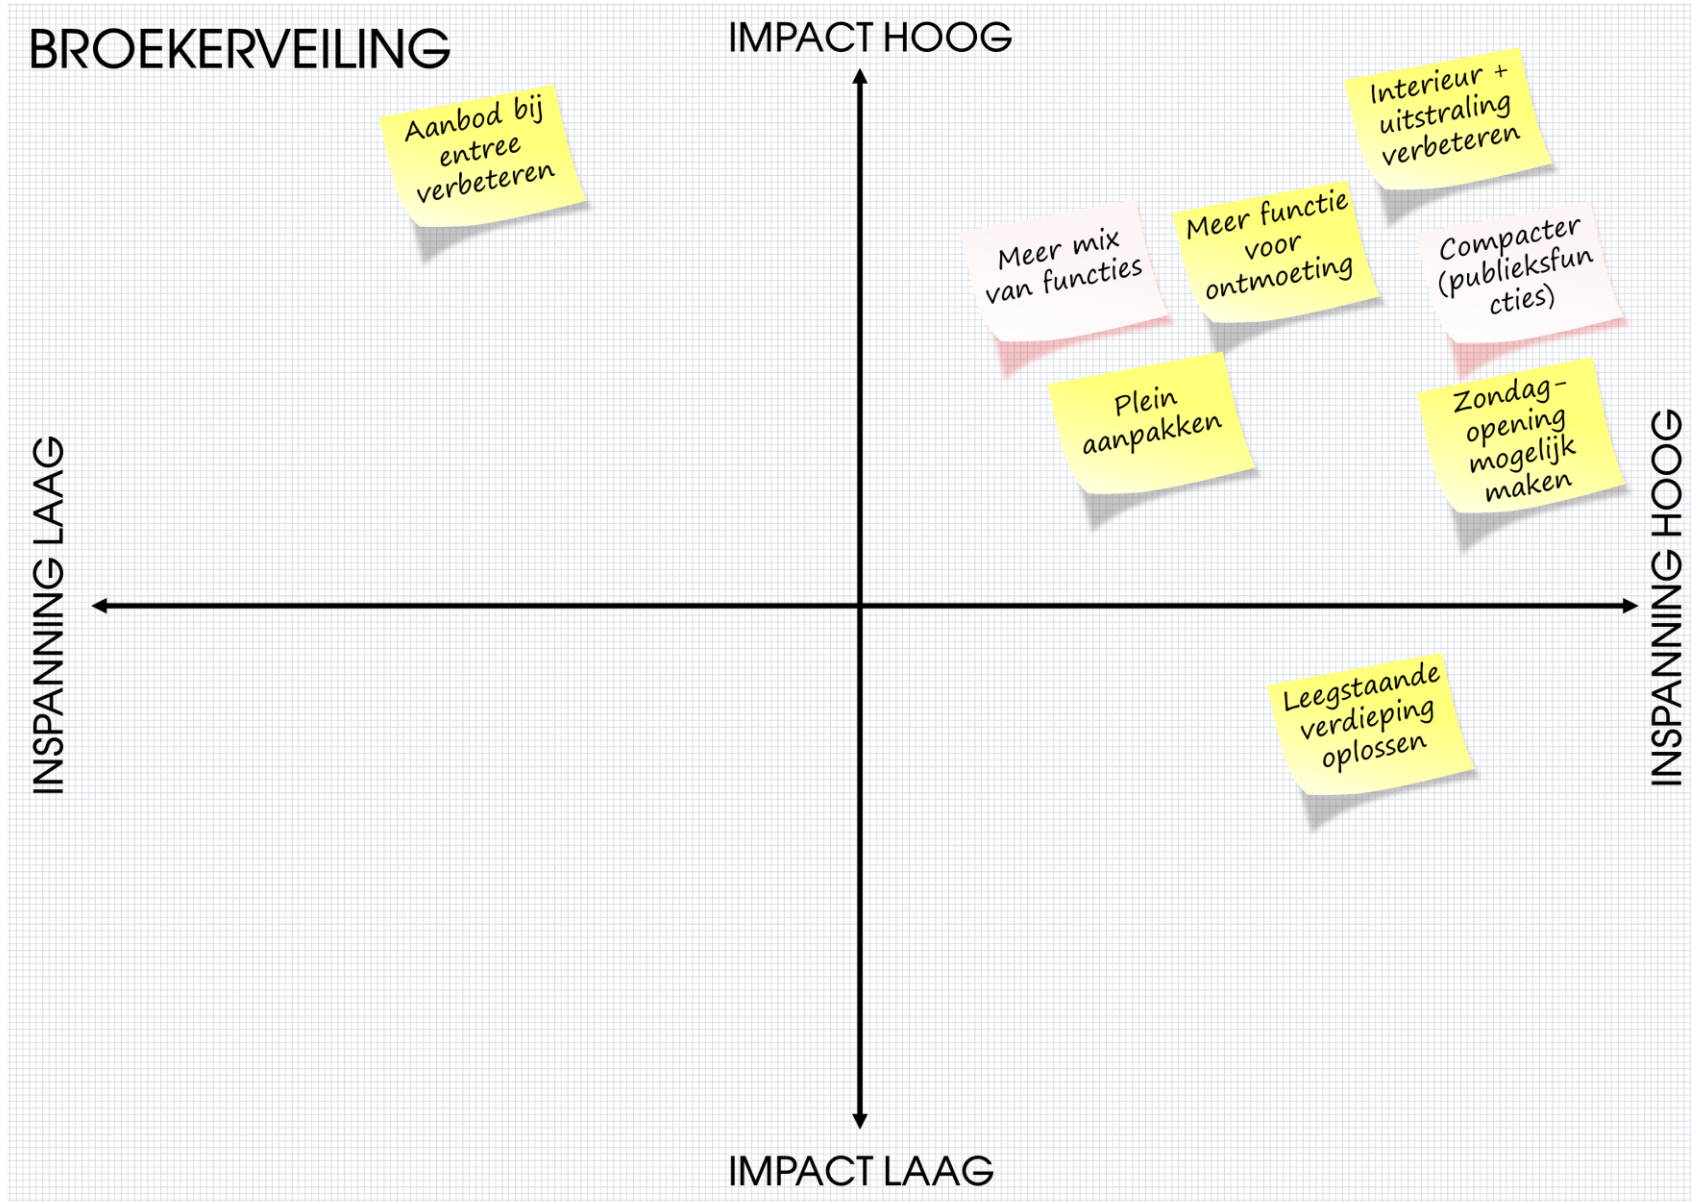 BROEKERVEILING
IMPACT HOOG
Aanbod bij
entree
verbeteren
Interieur +
uitstraling
verbeteren
Meer mix
van functies
Meer functie
voor
ontmoeting
Compacter
(publieksfun
cties)
Plein
aanpakken
Zondag-
opening
mogelijk
maken
INSPANNING LAAG
INSPANNING HOOG
Leegstaande
verdieping
oplossen
IMPACT LAAG